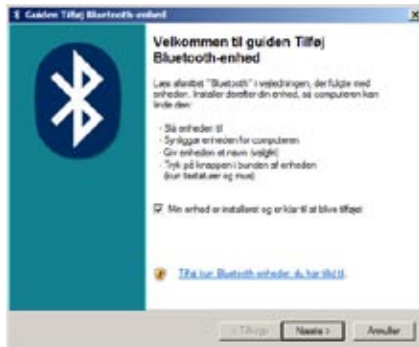 Guiden Tilføj Bluetooth-enhed
Velkommen til guiden Tilføj
Bluetooth-enhed
Læs afsnittet "Bluetooth" i vejledningen, der fulgte med
enheden. Installer derefter din enhed, så computeren kan
finde den:
- Slå enheden til
- Synliggør enheden for computeren
- Giv enheden et navn (valgfrit)
- Tryk på knappen i bunden af enheden
(kun tastatur og mus)
Min enhed er installeret og er klar til at blive tilføjet
Tilføj kun Bluetooth-enheder, du har tillid til.
< Tilbage
Næste >
Annuller